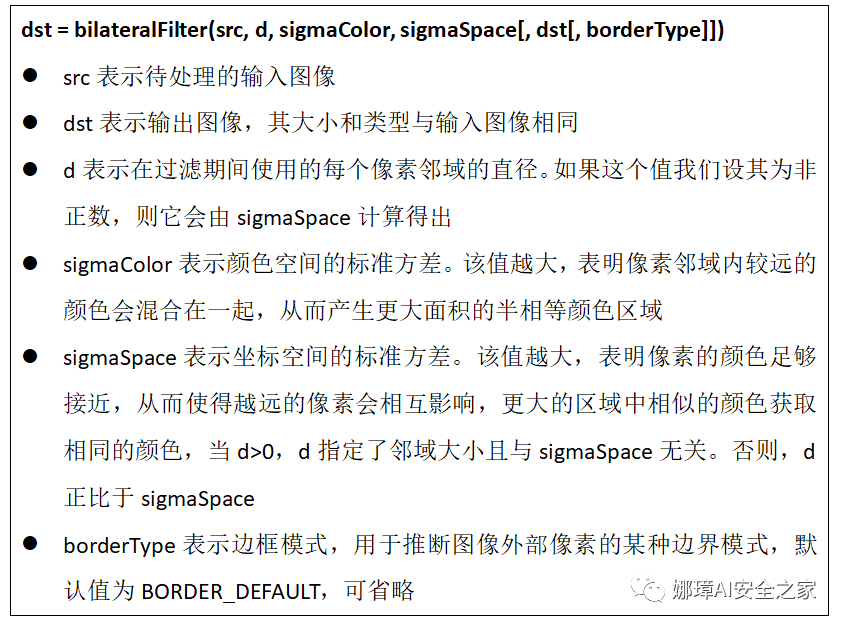 dst = bilateralFilter(src, d, sigmaColor, sigmaSpace[, dst[, borderType]])
● src 表示待处理的输入图像
● dst 表示输出图像，其大小和类型与输入图像相同
● d 表示在过滤期间使用的每个像素邻域的直径。如果这个值我们设其为非
正数，则它会由 sigmaSpace 计算得出
● sigmaColor 表示颜色空间的标准方差。该值越大，表明像素邻域内较远的
颜色会混合在一起，从而产生更大面积的半相等颜色区域
● sigmaSpace 表示坐标空间的标准方差。该值越大，表明像素的颜色足够
接近，从而使得越远的像素会相互影响，更大的区域中相似的颜色获取
相同的颜色，当 d>0，d 指定了邻域大小且与 sigmaSpace 无关。否则，d
正比于 sigmaSpace
● borderType 表示边框模式，用于推断图像外部像素的某种边界模式，默
认值为 BORDER_DEFAULT，可省略
娜璋AI安全之家